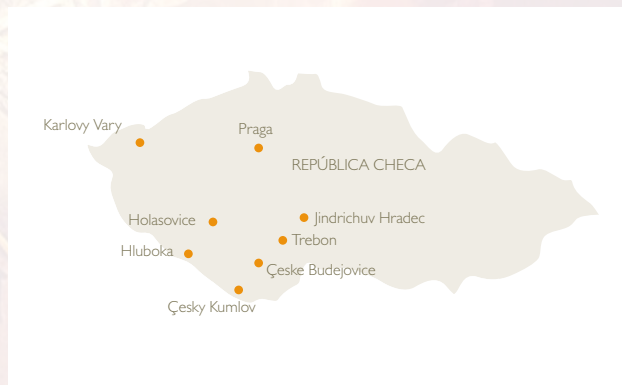 Karlovy Vary
Praga
REPÚBLICA CHECA
Holasovice
Jindrichuv Hradec
Trebon
Hluboka
Çeske Budejovice
Çesky Kumlov